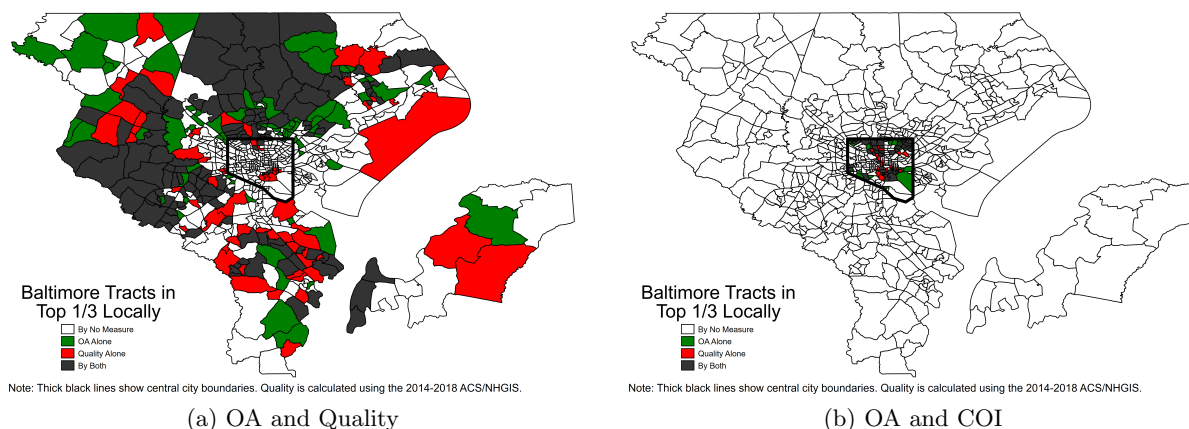 Baltimore Tracts in
Top 1/3 Locally
By No Measure
OA Alone
Quality Alone
By Both
Note: Thick black lines show central city boundaries. Quality is calculated using the 2014-2018 ACS/NHGIS.
(a) OA and Quality
Baltimore Tracts in
Top 1/3 Locally
By No Measure
OA Alone
Quality Alone
By Both
Note: Thick black lines show central city boundaries. Quality is calculated using the 2014-2018 ACS/NHGIS.
(b) OA and COI